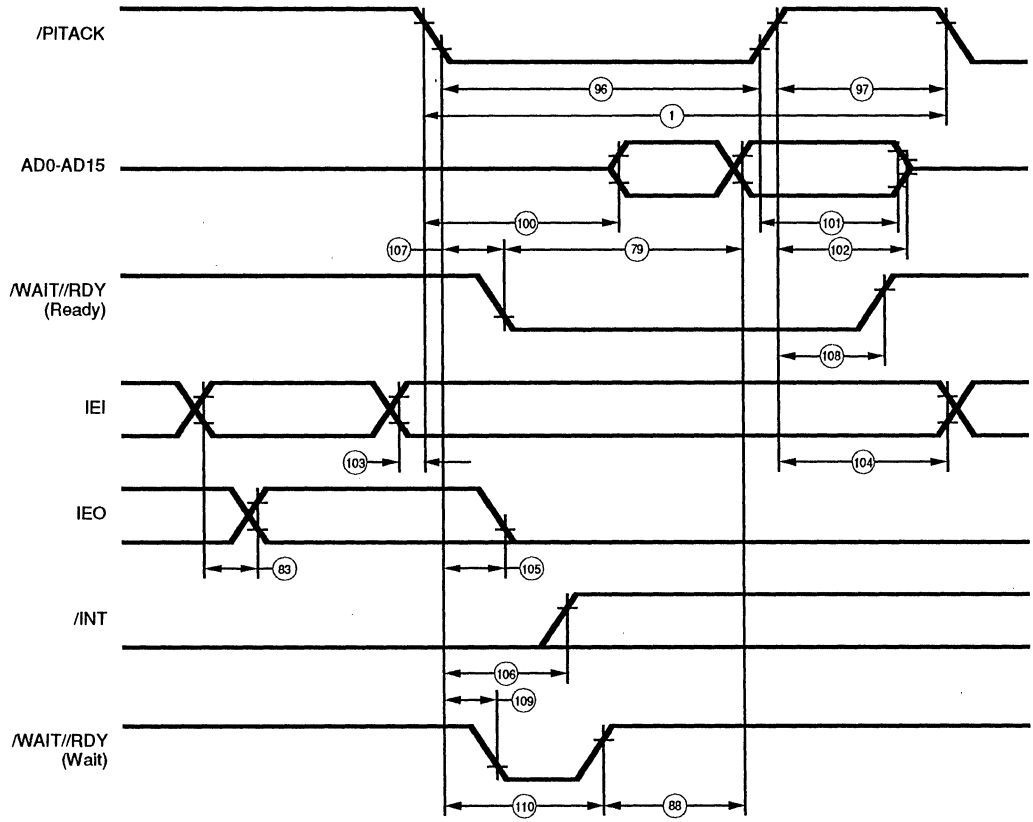 /PITACK
96
97
1
AD0-AD15
100
101
107
79
102
/WAIT//RDY
(Ready)
108
IEI
103
104
IEO
83
105
/INT
106
109
/WAIT//RDY
(Wait)
110
88